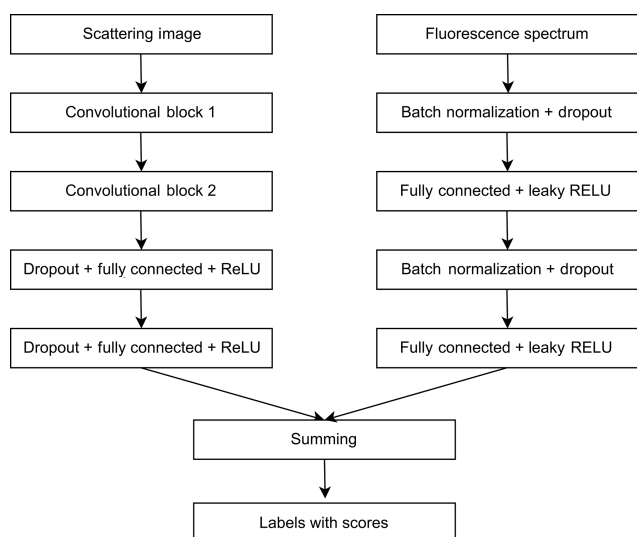 Scattering image
Fluorescence spectrum
Convolutional block 1
Batch normalization + dropout
Convolutional block 2
Fully connected + leaky RELU
Dropout + fully connected + ReLU
Batch normalization + dropout
Dropout + fully connected + ReLU
Fully connected + leaky RELU
Summing
Labels with scores